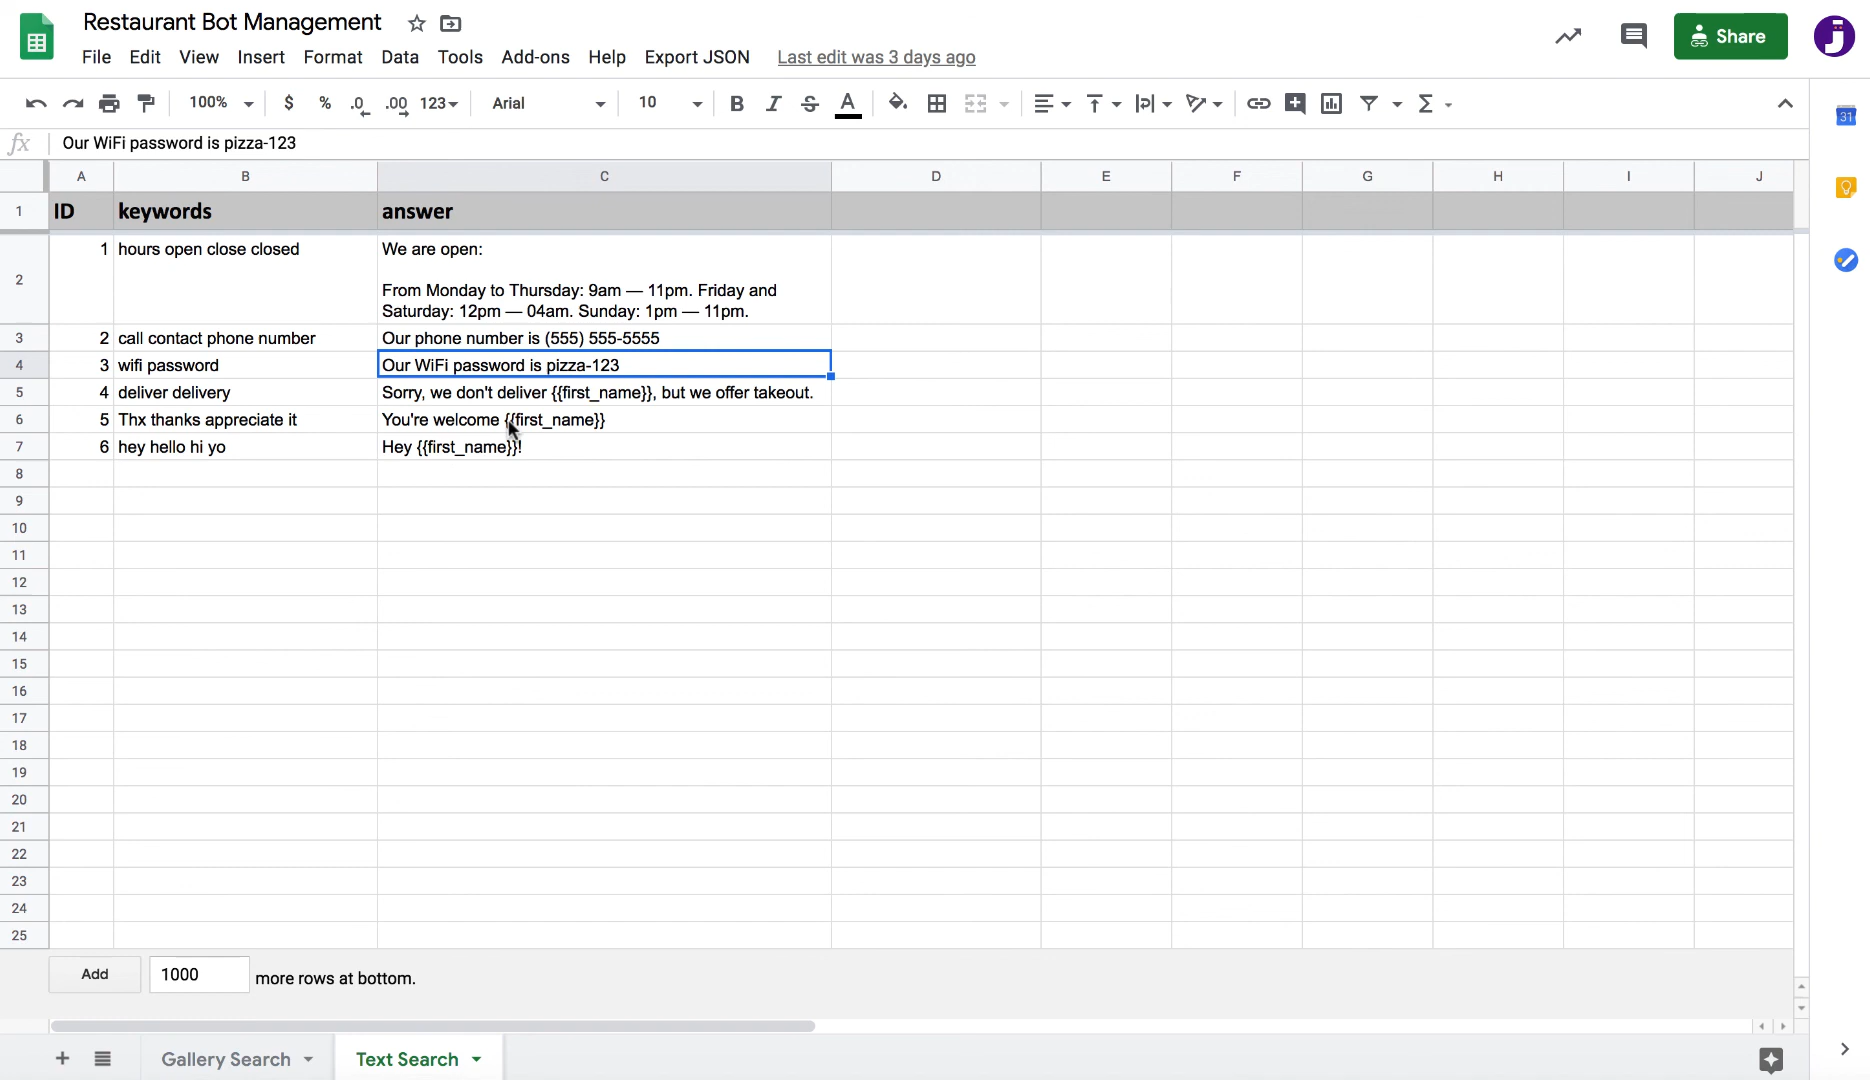 Restaurant Bot Management
File Edit View Insert Format Data Tools Add-ons Help Export JSON Last edit was 3 days ago
Share
100% $ % .0 .00 123 Arial 10 B I S A Σ
31
fx Our WiFi password is pizza-123
A B C D E F G H I J
1 ID keywords answer
2 1 hours open close closed We are open:
From Monday to Thursday: 9am — 11pm. Friday and
Saturday: 12pm — 04am. Sunday: 1pm — 11pm.
3 2 call contact phone number Our phone number is (555) 555-5555
4 3 wifi password Our WiFi password is pizza-123
5 4 deliver delivery Sorry, we don't deliver {{first_name}}, but we offer takeout.
6 5 Thx thanks appreciate it You're welcome {{first_name}}
7 6 hey hello hi yo Hey {{first_name}}!
8
9
10
11
12
13
14
15
16
17
18
19
20
21
22
23
24
25
Add 1000 more rows at bottom.
Gallery Search Text Search